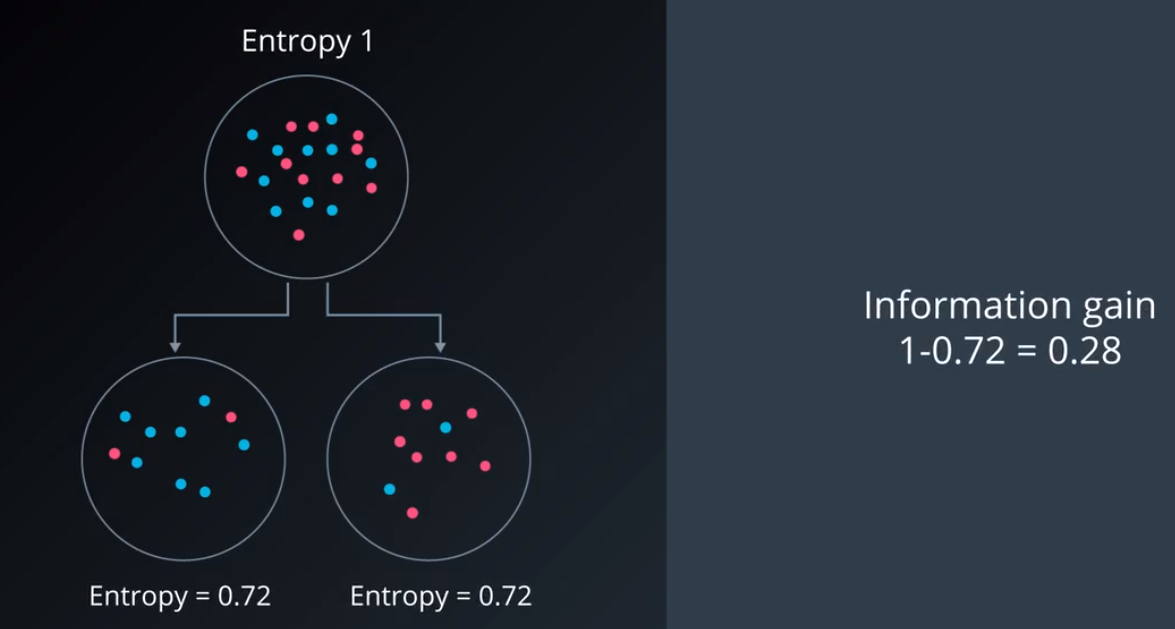 Entropy 1
Information gain
1-0.72 = 0.28
Entropy = 0.72
Entropy = 0.72